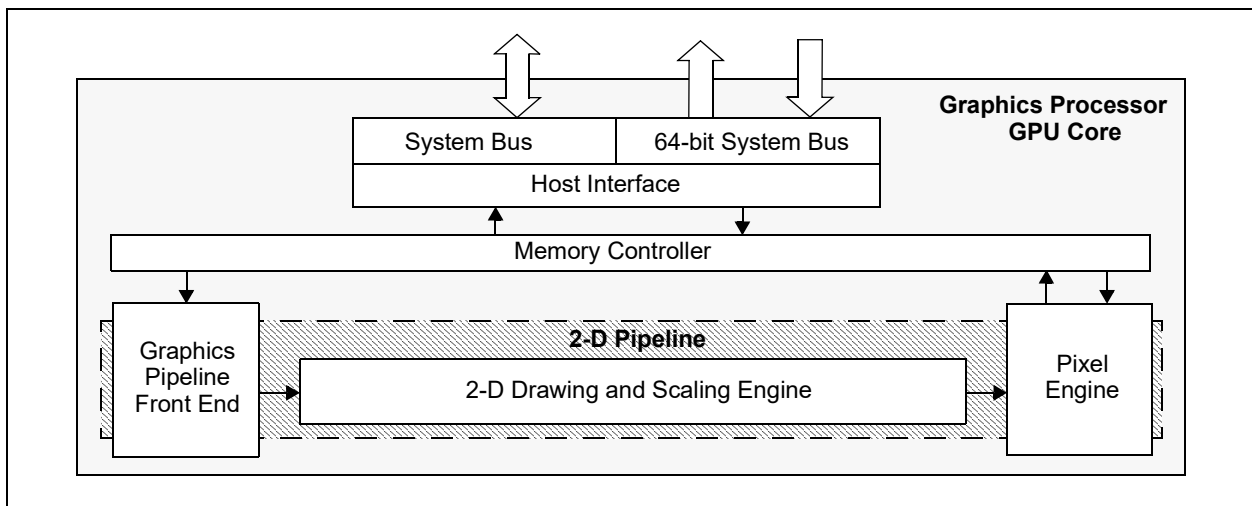 Graphics Processor
GPU Core
System Bus
64-bit System Bus
Host Interface
Memory Controller
2-D Pipeline
Graphics
Pipeline
Front End
2-D Drawing and Scaling Engine
Pixel
Engine